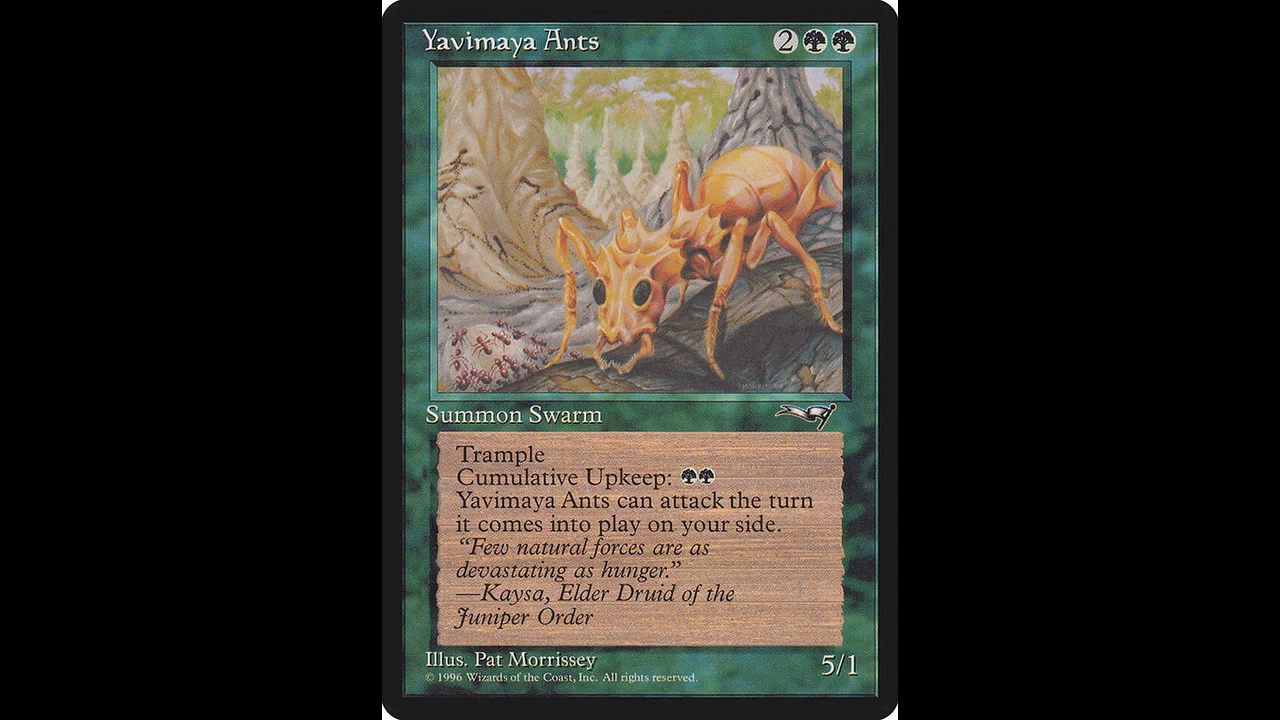 Yavimaya Ants 2
Summon Swarm
Trample
Cumulative Upkeep:
Yavimaya Ants can attack the turn
it comes into play on your side.
“Few natural forces are as
devastating as hunger.”
—Kaysa, Elder Druid of the
Juniper Order
Illus. Pat Morrissey
5/1
© 1996 Wizards of the Coast, Inc. All rights reserved.